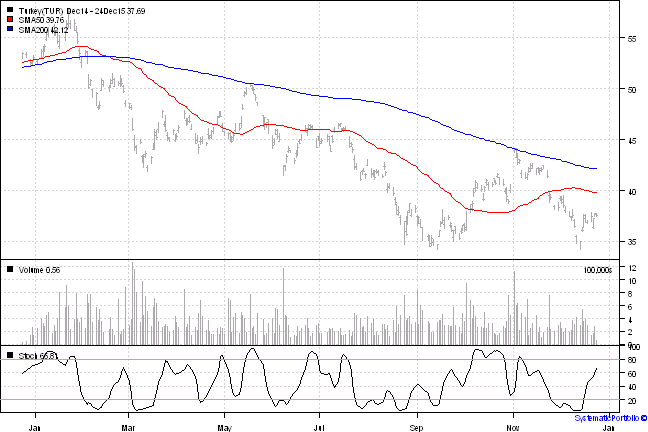 Turkey(TUR) Dec14 - 24Dec15 37.69
SMA50 39.76
SMA200 42.12
55
50
45
40
35
Volume 0.56
100,000s
12
10
8
6
4
2
Stoch 66.81
100
80
60
40
20
Jan Mar May Jul Sep Nov Jan
SystematicPortfolio ©